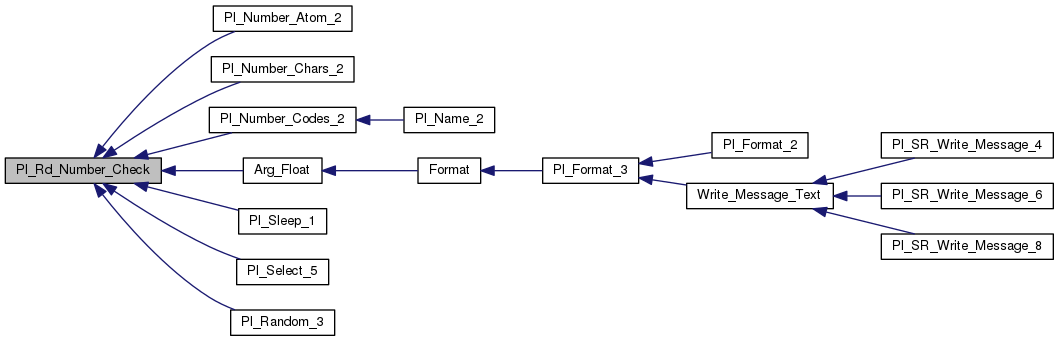 Pl_Number_Atom_2
Pl_Number_Chars_2
Pl_Number_Codes_2
Pl_Name_2
Pl_Format_2
Pl_SR_Write_Message_4
Pl_Rd_Number_Check
Arg_Float
Format
Pl_Format_3
Write_Message_Text
Pl_SR_Write_Message_6
Pl_Sleep_1
Pl_SR_Write_Message_8
Pl_Select_5
Pl_Random_3